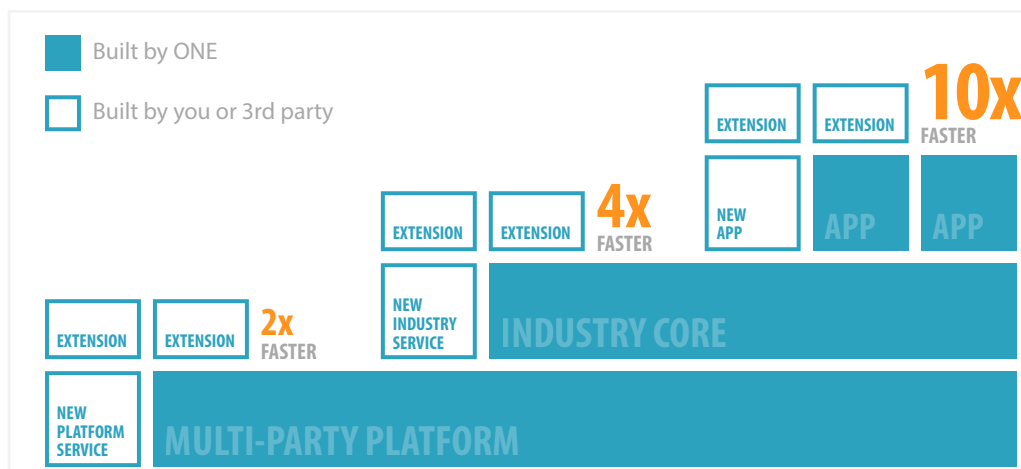 Built by ONE
Built by you or 3rd party
EXTENSION
EXTENSION
10x
FASTER
NEW
APP
APP
APP
EXTENSION
EXTENSION
4x
FASTER
NEW
INDUSTRY
SERVICE
INDUSTRY CORE
EXTENSION
EXTENSION
2x
FASTER
NEW
PLATFORM
SERVICE
MULTI-PARTY PLATFORM